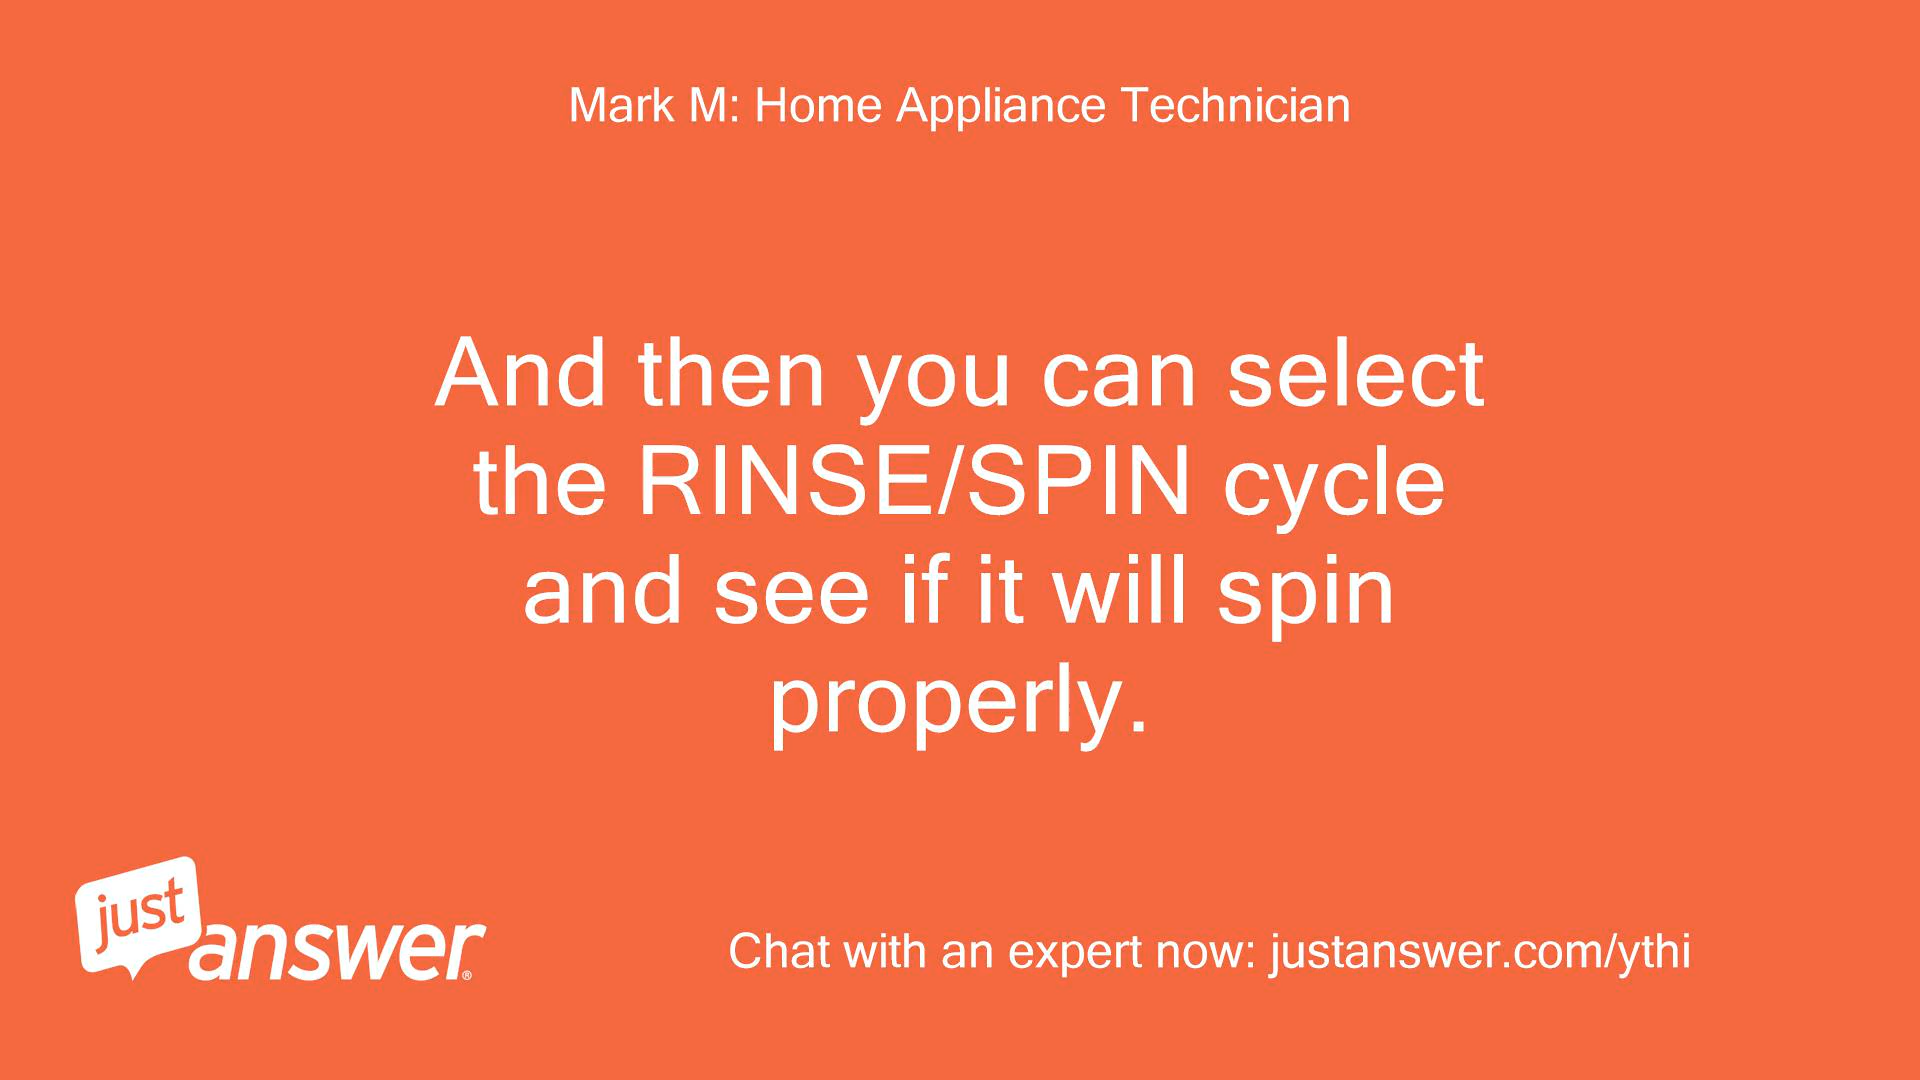 Mark M: Home Appliance Technician
And then you can select
the RINSE/SPIN cycle
and see if it will spin
properly.
just
answer®
Chat with an expert now: justanswer.com/ythi